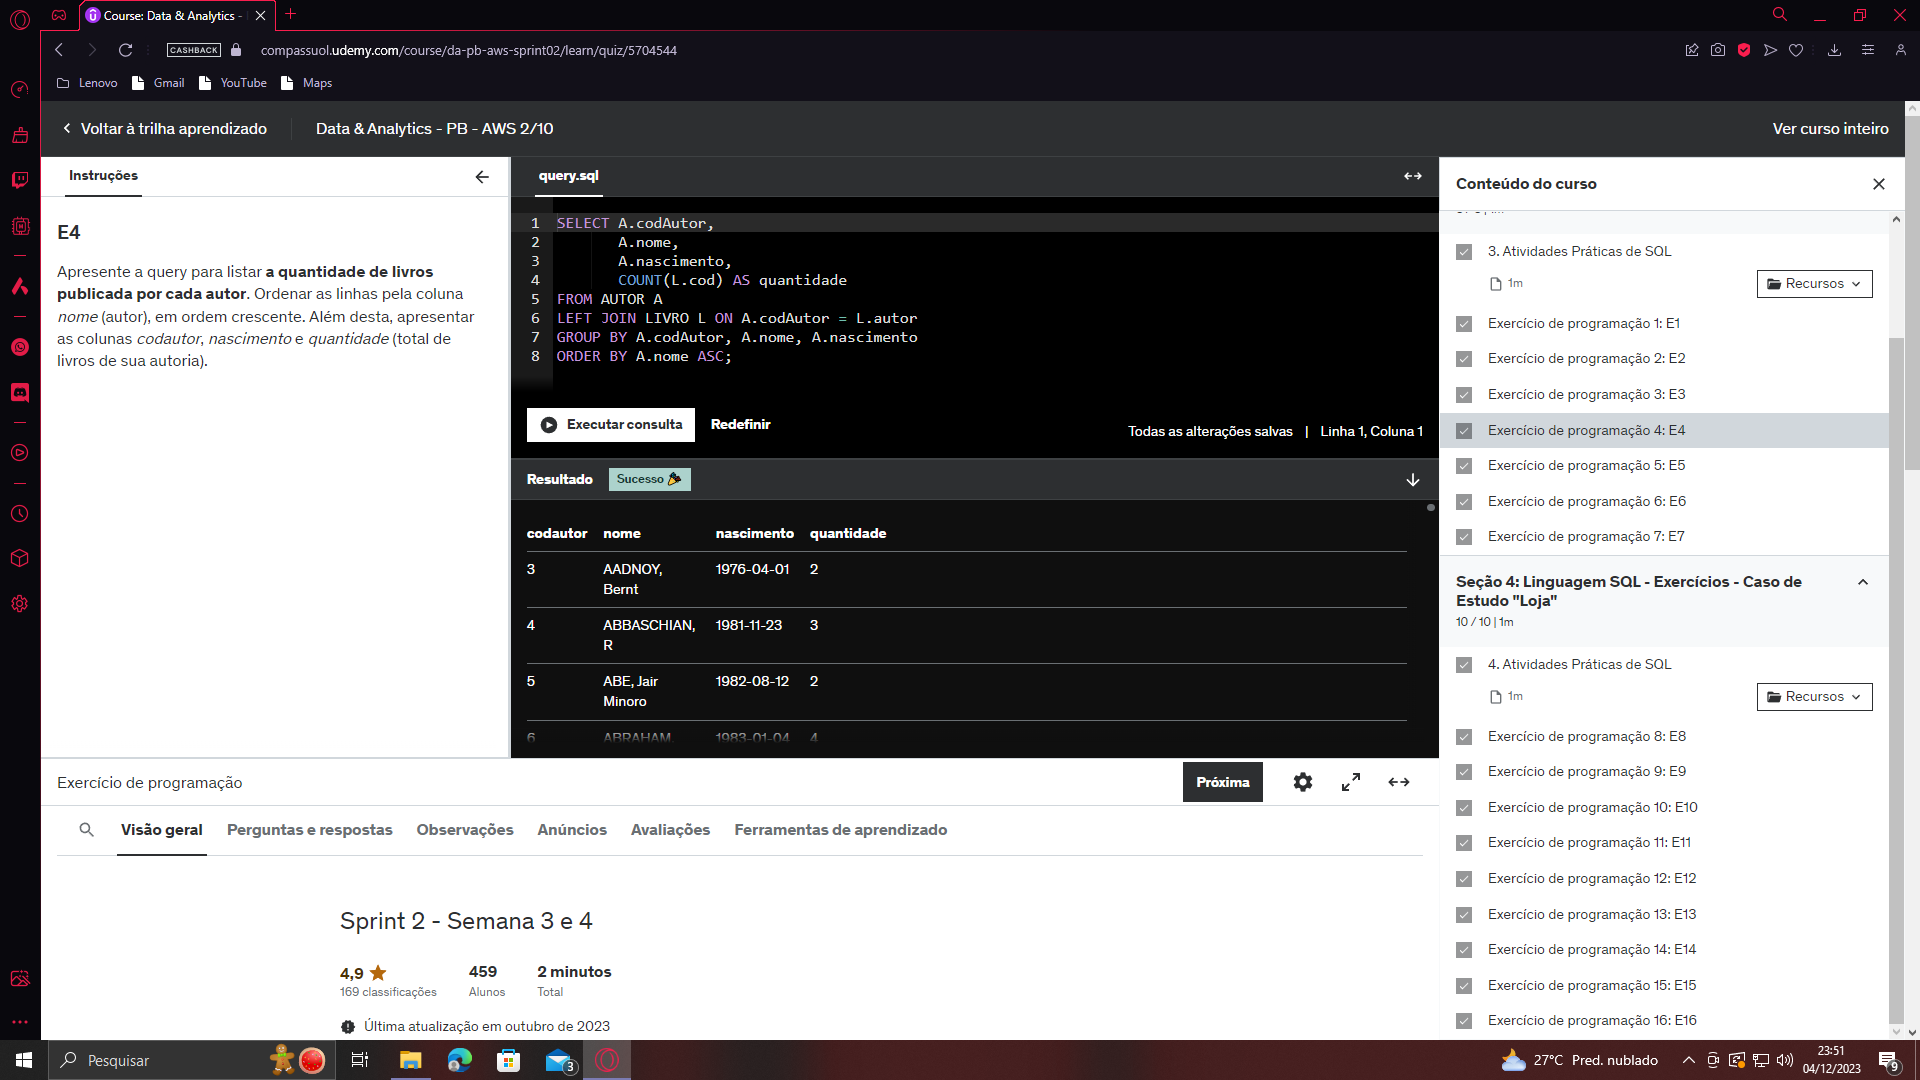 Course: Data & Analytics -
CASHBACK
compassuol.udemy.com/course/da-pb-aws-sprint02/learn/quiz/5704544
Lenovo
Gmail
YouTube
Maps
Voltar à trilha aprendizado
Data & Analytics - PB - AWS 2/10
Ver curso inteiro
Instruções
E4
Apresente a query para listar a quantidade de livros
publicada por cada autor. Ordenar as linhas pela coluna
nome (autor), em ordem crescente. Além desta, apresentar
as colunas codautor, nascimento e quantidade (total de
livros de sua autoria).
query.sql
1 SELECT A.codAutor,
2 A.nome,
3 A.nascimento,
4 COUNT(L.cod) AS quantidade
5 FROM AUTOR A
6 LEFT JOIN LIVRO L ON A.codAutor = L.autor
7 GROUP BY A.codAutor, A.nome, A.nascimento
8 ORDER BY A.nome ASC;
Executar consulta
Redefinir
Todas as alterações salvas | Linha 1, Coluna 1
Resultado
Sucesso
codautor nome nascimento quantidade
3 AADNOY, 1976-04-01 2
Bernt
4 ABBASCHIAN, 1981-11-23 3
R
5 ABE, Jair 1982-08-12 2
Minoro
6 ABRAHAM, 1983-01-04 4
Conteúdo do curso
3. Atividades Práticas de SQL
1m
Recursos
Exercício de programação 1: E1
Exercício de programação 2: E2
Exercício de programação 3: E3
Exercício de programação 4: E4
Exercício de programação 5: E5
Exercício de programação 6: E6
Exercício de programação 7: E7
Seção 4: Linguagem SQL - Exercícios - Caso de
Estudo "Loja"
10 / 10 | 1m
4. Atividades Práticas de SQL
1m
Recursos
Exercício de programação 8: E8
Exercício de programação 9: E9
Exercício de programação 10: E10
Exercício de programação 11: E11
Exercício de programação 12: E12
Exercício de programação 13: E13
Exercício de programação 14: E14
Exercício de programação 15: E15
Exercício de programação 16: E16
Exercício de programação
Próxima
Visão geral
Perguntas e respostas
Observações
Anúncios
Avaliações
Ferramentas de aprendizado
Sprint 2 - Semana 3 e 4
4,9
169 classificações
459
Alunos
2 minutos
Total
Última atualização em outubro de 2023
Pesquisar
3
27°C Pred. nublado
23:51
04/12/2023
9